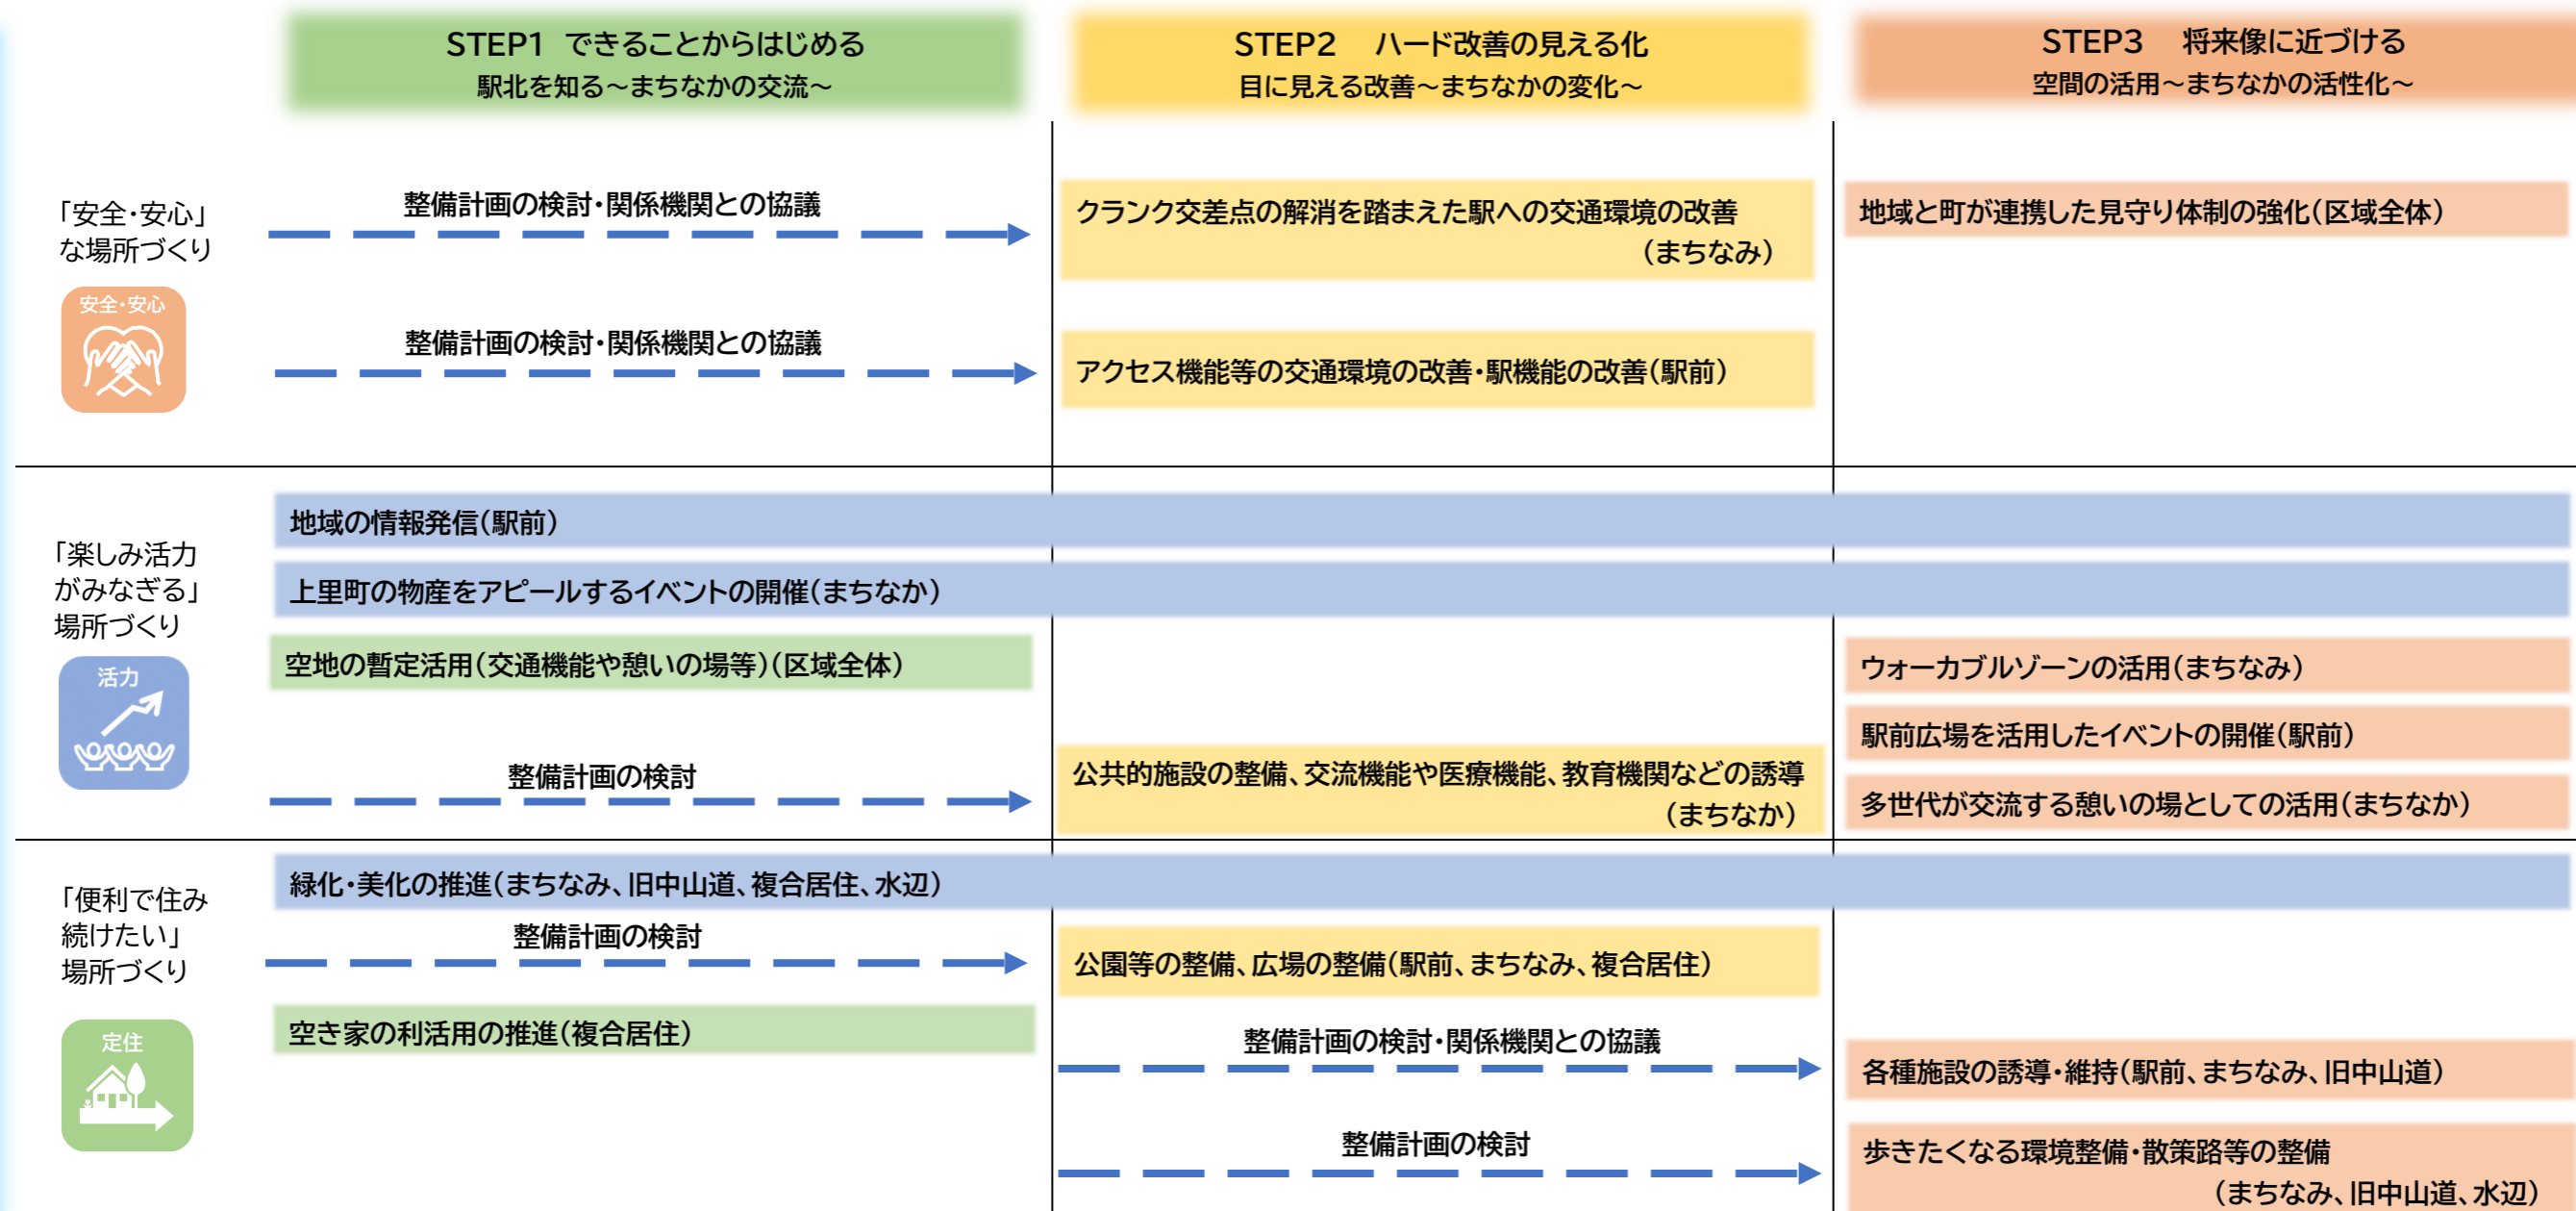 STEP1 できることからはじめる
駅北を知る～まちなかの交流～
STEP2 ハード改善の見える化
目に見える改善～まちなかの変化～
STEP3 将来像に近づける
空間の活用～まちなかの活性化～
「安全・安心」
な場所づくり
安全・安心
整備計画の検討・関係機関との協議
クランク交差点の解消を踏まえた駅への交通環境の改善
（まちなみ）
地域と町が連携した見守り体制の強化（区域全体）
整備計画の検討・関係機関との協議
アクセス機能等の交通環境の改善・駅機能の改善（駅前）
「楽しみ活力
がみなぎる」
場所づくり
活力
地域の情報発信（駅前）
上里町の物産をアピールするイベントの開催（まちなか）
空地の暫定活用（交通機能や憩いの場等）（区域全体）
ウォーカブルゾーンの活用（まちなみ）
駅前広場を活用したイベントの開催（駅前）
整備計画の検討
公共的施設の整備、交流機能や医療機能、教育機関などの誘導
（まちなか）
多世代が交流する憩いの場としての活用（まちなか）
「便利で住み
続けたい」
場所づくり
定住
緑化・美化の推進（まちなみ、旧中山道、複合居住、水辺）
整備計画の検討
公園等の整備、広場の整備（駅前、まちなみ、複合居住）
空き家の利活用の推進（複合居住）
整備計画の検討・関係機関との協議
各種施設の誘導・維持（駅前、まちなみ、旧中山道）
整備計画の検討
歩きたくなる環境整備・散策路等の整備
（まちなみ、旧中山道、水辺）